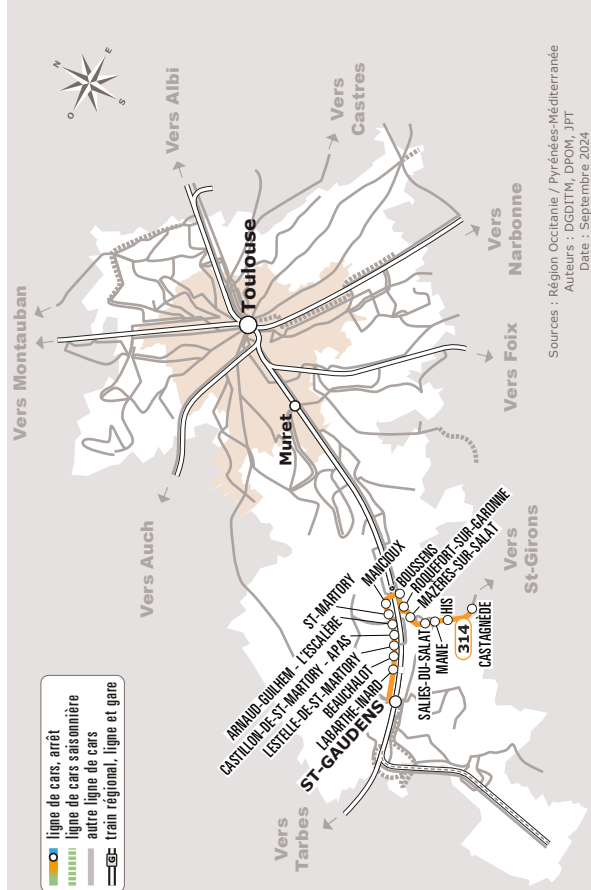 N
E
S
O
Vers Albi
Vers
Castres
Vers Montauban
Toulouse
Vers
Narbonne
Muret
Vers Foix
Vers Auch
Vers
St-Girons
MANCIOUX
BOUSSENS
ROQUEFORT-SUR-GARONNE
MAZÈRES-SUR-SALAT
ST-MARTORY
ARNAUD-GUILHEM - L'ESCALÈRE
CASTILLON-DE-ST-MARTORY - APAS
LESTELLE-DE-ST-MARTORY
BEAUCHALOT
LABARTHE-INARD
ST-GAUDENS
SALIES-DU-SALAT
MANE
HIS
314
CASTAGNÈDE
Vers
Tarbes
ligne de cars, arrêt
ligne de cars saisonnière
autre ligne de cars
G train régional, ligne et gare
Sources : Région Occitanie / Pyrénées-Méditerranée
Auteurs : DGDITM, DPOM, JPT
Date : Septembre 2024